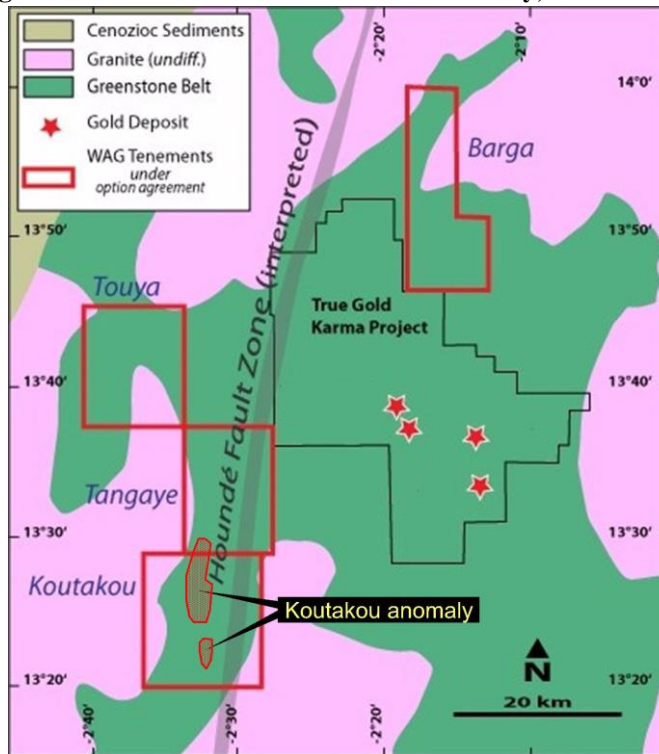 Cenozioc Sediments
Granite (undiff.)
Greenstone Belt
Gold Deposit
WAG Tenements
under
option agreement
-2°20'
-2°10'
14°0'
Barga
13°50'
13°50'
Houndé Fault Zone (interpreted)
Touya
True Gold
Karma Project
13°40'
13°40'
Tangaye
13°30'
13°30'
Koutakou
Koutakou anomaly
N
20 km
13°20'
13°20'
-2°40'
-2°30'
-2°20'